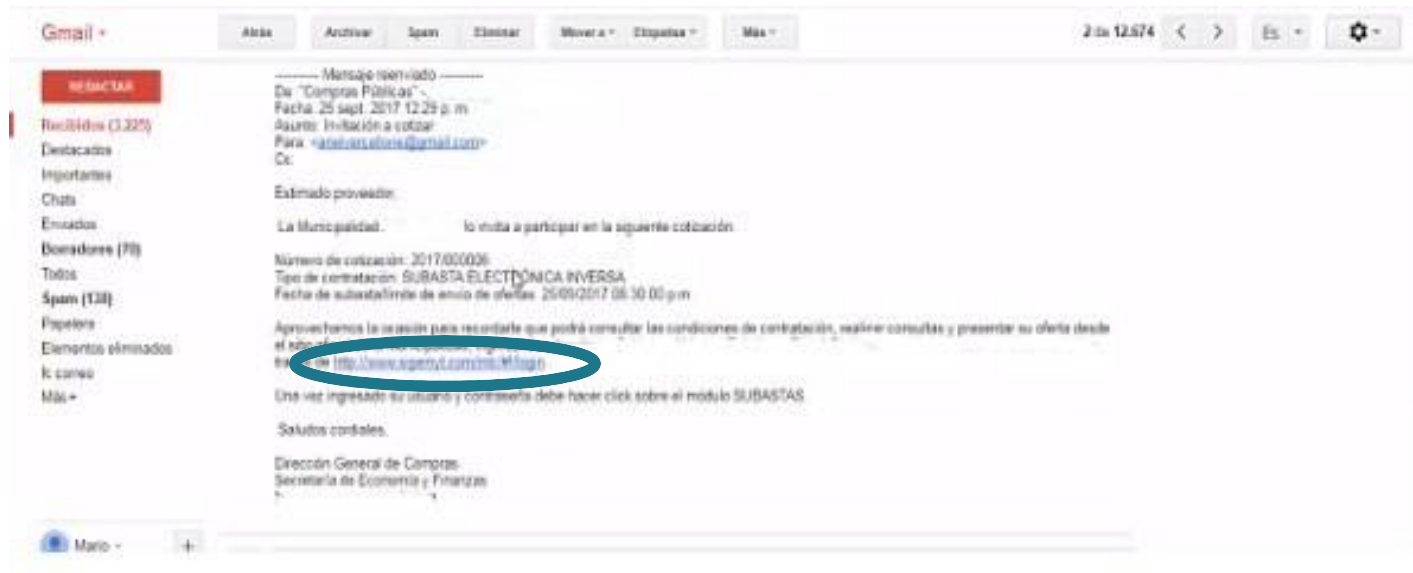 Gmail
Atrás Archivar Spam Eliminar Mover a Etiquetas Más 2 de 12.674 Es
REDACTAR
Recibidos (3.225)
Destacados
Importantes
Chats
Enviados
Borradores (70)
Todos
Spam (138)
Papelera
Elementos eliminados
Más
Mario +
---------- Mensaje reenviado ----------
De: "Compras Públicas"
Fecha: 25 sept. 2017 12:29 p. m.
Asunto: Invitación a cotizar
Para:
Cc:
Estimado proveedor,
La Municipalidad lo invita a participar en la siguiente cotización
Número de cotización: 2017/000006
Tipo de contratación: SUBASTA ELECTRÓNICA INVERSA
Fecha de subasta/límite de envío de ofertas: 25/09/2017 06:30:00 p.m
Aprovechamos la ocasión para recordarle que podrá consultar las condiciones de contratación, realizar consultas y presentar su oferta desde
el sitio
de
Una vez ingresado su usuario y contraseña debe hacer click sobre el módulo SUBASTAS
Saludos cordiales,
Dirección General de Compras
Secretaría de Economía y Finanzas